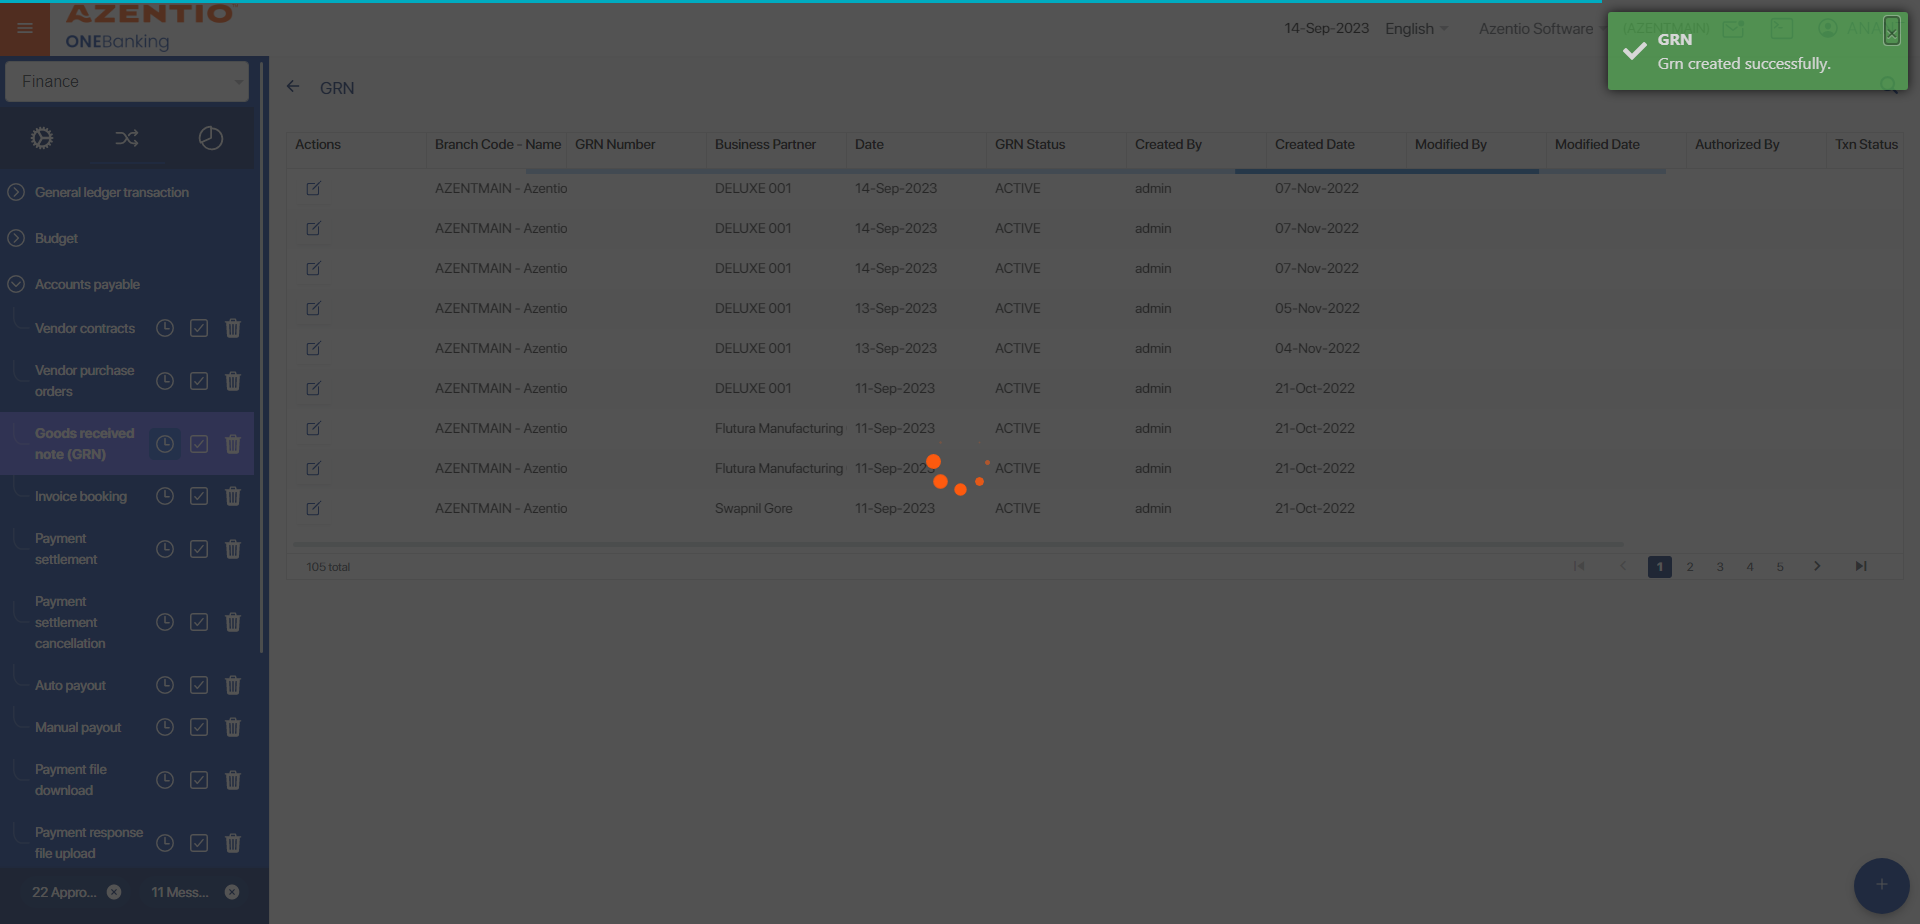 AZENTIO
ONEBanking
14-Sep-2023 English Azentio Software (AZENTMAIN)
GRN
Grn created successfully.
Finance
GRN
Actions Branch Code - Name GRN Number Business Partner Date GRN Status Created By Created Date Modified By Modified Date Authorized By Txn Status
AZENTMAIN - Azentio DELUXE 001 14-Sep-2023 ACTIVE admin 07-Nov-2022
AZENTMAIN - Azentio DELUXE 001 14-Sep-2023 ACTIVE admin 07-Nov-2022
AZENTMAIN - Azentio DELUXE 001 14-Sep-2023 ACTIVE admin 07-Nov-2022
AZENTMAIN - Azentio DELUXE 001 13-Sep-2023 ACTIVE admin 05-Nov-2022
AZENTMAIN - Azentio DELUXE 001 13-Sep-2023 ACTIVE admin 04-Nov-2022
AZENTMAIN - Azentio DELUXE 001 11-Sep-2023 ACTIVE admin 21-Oct-2022
AZENTMAIN - Azentio Flutura Manufacturing 11-Sep-2023 ACTIVE admin 21-Oct-2022
AZENTMAIN - Azentio Flutura Manufacturing 11-Sep-2023 ACTIVE admin 21-Oct-2022
AZENTMAIN - Azentio Swapnil Gore 11-Sep-2023 ACTIVE admin 21-Oct-2022
105 total
1 2 3 4 5
General ledger transaction
Budget
Accounts payable
Vendor contracts
Vendor purchase
orders
Goods received
note (GRN)
Invoice booking
Payment
settlement
Payment
settlement
cancellation
Auto payout
Manual payout
Payment file
download
Payment response
file upload
22 Appro... 11 Mess...